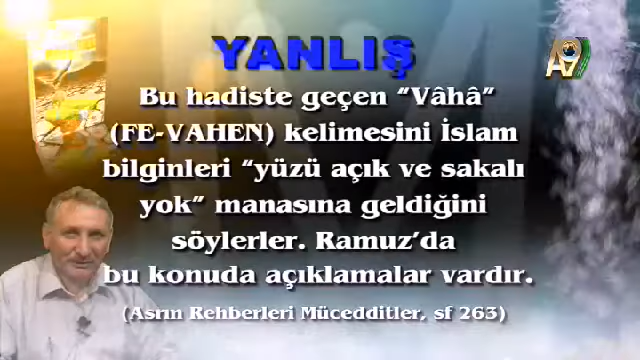 YANLIŞ
A9
Bu hadiste geçen “Vâhâ”
(FE-VAHEN) kelimesini İslam
bilginleri “yüzü açık ve sakalı
yok” manasına geldiğini
söylerler. Ramuz’da
bu konuda açıklamalar vardır.
(Asrın Rehberleri Mücedditler, sf 263)